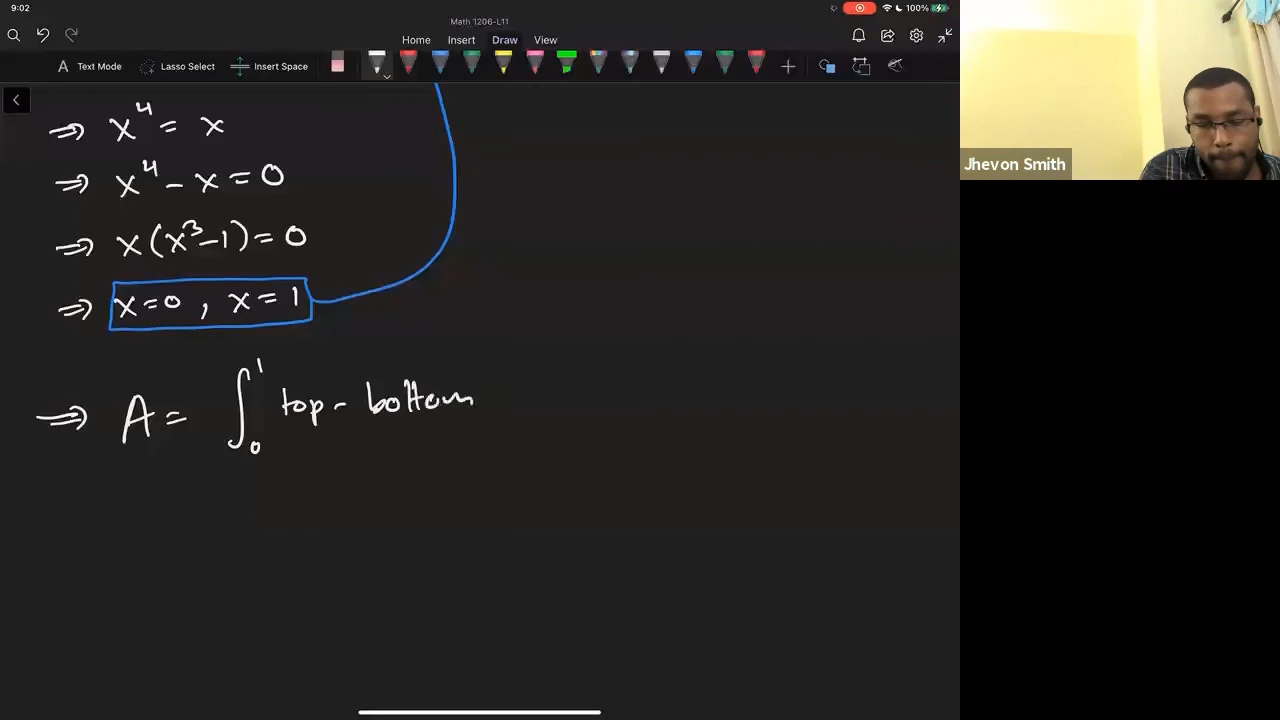 9:02
100%
Math 1206-L11
Home Insert Draw View
Text Mode Lasso Select Insert Space
Jhevon Smith
⇒ x⁴ = x
⇒ x⁴ - x = 0
⇒ x(x³-1) = 0
⇒ x=0 , x=1
⇒ A = ∫₀¹ top - bottom